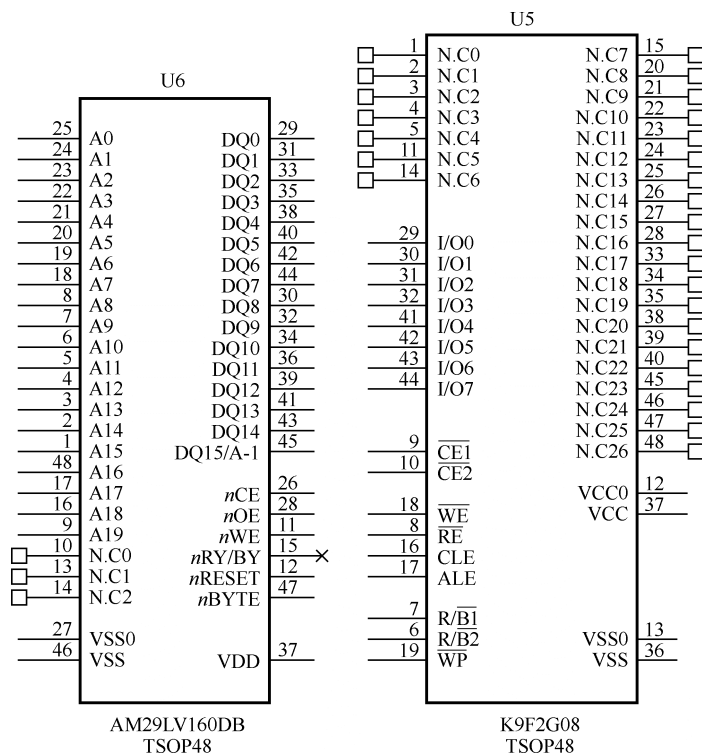 U6
25 A0 DQ0 29
24 A1 DQ1 31
23 A2 DQ2 33
22 A3 DQ3 35
21 A4 DQ4 38
20 A5 DQ5 40
19 A6 DQ6 42
18 A7 DQ7 44
8 A8 DQ8 30
7 A9 DQ9 32
6 A10 DQ10 34
5 A11 DQ11 36
4 A12 DQ12 39
3 A13 DQ13 41
2 A14 DQ14 43
1 A15 DQ15/A-1 45
48 A16
17 A17 nCE 26
16 A18 nOE 28
9 A19 nWE 11
10 N.C0 nRY/BY 15
13 N.C1 nRESET 12
14 N.C2 nBYTE 47
27 VSS0
46 VSS VDD 37
AM29LV160DB
TSOP48
U5
1 N.C0 N.C7 15
2 N.C1 N.C8 20
3 N.C2 N.C9 21
4 N.C3 N.C10 22
5 N.C4 N.C11 23
11 N.C5 N.C12 24
14 N.C6 N.C13 25
N.C14 26
N.C15 27
29 I/O0 N.C16 28
30 I/O1 N.C17 33
31 I/O2 N.C18 34
32 I/O3 N.C19 35
41 I/O4 N.C20 38
42 I/O5 N.C21 39
43 I/O6 N.C22 40
44 I/O7 N.C23 45
N.C24 46
N.C25 47
9 CE1 N.C26 48
10 CE2
VCC0 12
18 WE VCC 37
8 RE
16 CLE
17 ALE
7 R/B1
6 R/B2 VSS0 13
19 WP VSS 36
K9F2G08
TSOP48